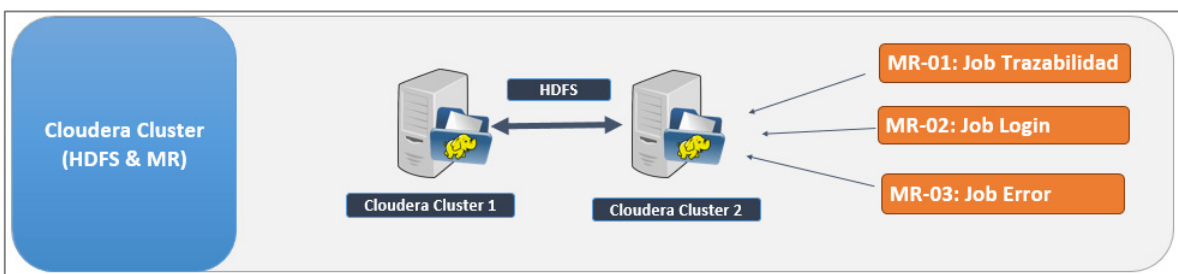 Cloudera Cluster
(HDFS & MR)
HDFS
Cloudera Cluster 1
Cloudera Cluster 2
MR-01: Job Trazabilidad
MR-02: Job Login
MR-03: Job Error